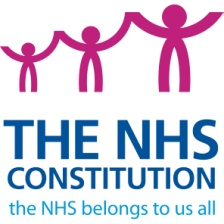 THE NHS
CONSTITUTION
the NHS belongs to us all